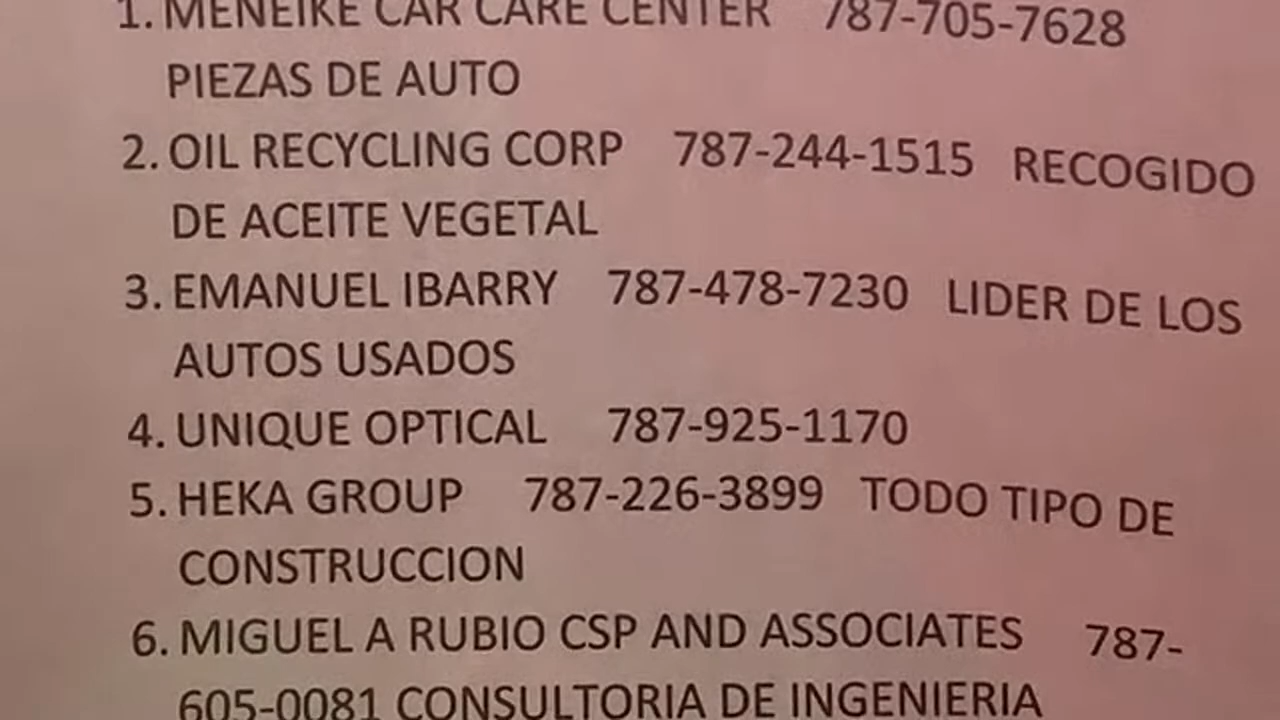 1. MENEIKE CAR CARE CENTER 787-705-7628
PIEZAS DE AUTO
2. OIL RECYCLING CORP 787-244-1515 RECOGIDO
DE ACEITE VEGETAL
3. EMANUEL IBARRY 787-478-7230 LIDER DE LOS
AUTOS USADOS
4. UNIQUE OPTICAL 787-925-1170
5. HEKA GROUP 787-226-3899 TODO TIPO DE
CONSTRUCCION
6. MIGUEL A RUBIO CSP AND ASSOCIATES 787-
605-0081 CONSULTORIA DE INGENIERIA